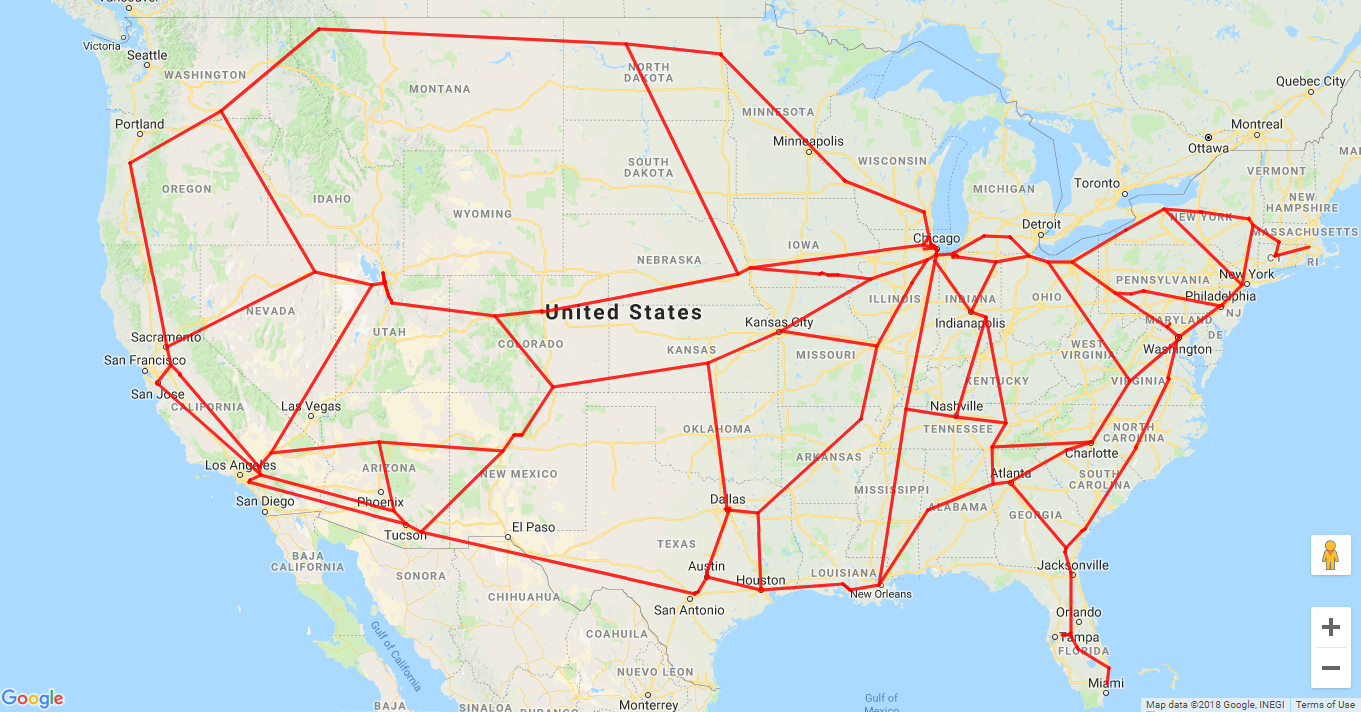 Vancouver
Victoria
Seattle
WASHINGTON
Quebec City
NORTH
DAKOTA
MONTANA
Portland
MINNESOTA
Montreal
Ottawa
Minneapolis
MA
WISCONSIN
SOUTH
DAKOTA
VERMONT
Toronto
OREGON
IDAHO
MICHIGAN
NEW
HAMPSHIRE
WYOMING
NEW YORK
Detroit
MASSACHUSETTS
Chicago
IOWA
CT
RI
NEBRASKA
New York
PENNSYLVANIA
Philadelphia
ILLINOIS
INDIANA
OHIO
NEVADA
United States
NJ
Kansas City
Indianapolis
MARYLAND
UTAH
DE
Sacramento
COLORADO
WEST
VIRGINIA
Washington
KANSAS
MISSOURI
San Francisco
KENTUCKY
VIRGINIA
San Jose
CALIFORNIA
Las Vegas
Nashville
OKLAHOMA
TENNESSEE
NORTH
CAROLINA
Charlotte
ARKANSAS
Los Angeles
ARIZONA
NEW MEXICO
Atlanta
SOUTH
CAROLINA
MISSISSIPPI
San Diego
Phoenix
Dallas
ALABAMA
GEORGIA
El Paso
Tucson
TEXAS
BAJA
CALIFORNIA
Austin
Jacksonville
SONORA
Houston
LOUISIANA
New Orleans
CHIHUAHUA
San Antonio
Orlando
COAHUILA
Tampa
FLORIDA
Gulf of California
NUEVO LEON
Miami
Google
BAJA
SINALOA
DURANGO
Monterrey
Gulf of
Mexico
Map data ©2018 Google, INEGI
Terms of Use